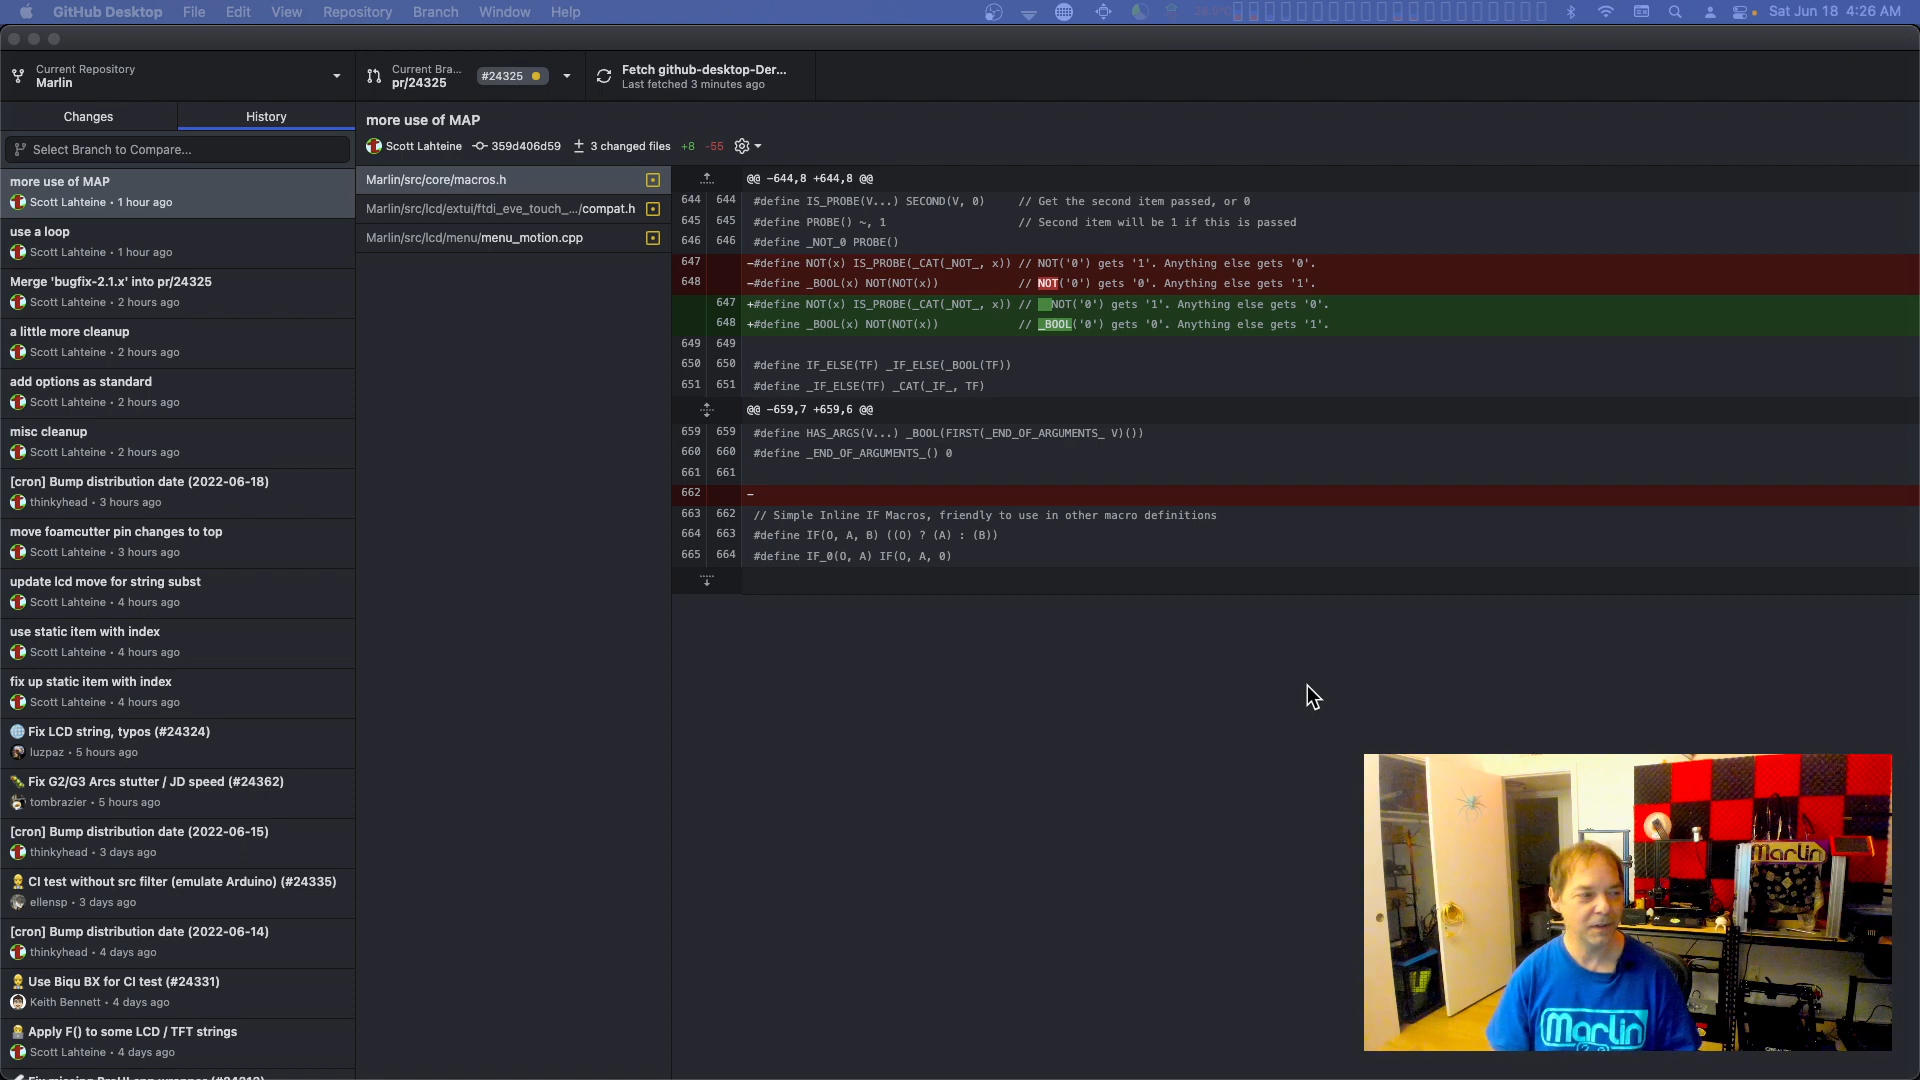 GitHub Desktop File Edit View Repository Branch Window Help
Sat Jun 18 4:26 AM
Current Repository
Marlin
Current Bra...
pr/24325
#24325
Fetch github-desktop-Der...
Last fetched 3 minutes ago
Changes
History
Select Branch to Compare...
more use of MAP
Scott Lahteine • 1 hour ago
use a loop
Scott Lahteine • 1 hour ago
Merge 'bugfix-2.1.x' into pr/24325
Scott Lahteine • 2 hours ago
a little more cleanup
Scott Lahteine • 2 hours ago
add options as standard
Scott Lahteine • 2 hours ago
misc cleanup
Scott Lahteine • 2 hours ago
[cron] Bump distribution date (2022-06-18)
thinkyhead • 3 hours ago
move foamcutter pin changes to top
Scott Lahteine • 3 hours ago
update lcd move for string subst
Scott Lahteine • 4 hours ago
use static item with index
Scott Lahteine • 4 hours ago
fix up static item with index
Scott Lahteine • 4 hours ago
Fix LCD string, typos (#24324)
luzpaz • 5 hours ago
Fix G2/G3 Arcs stutter / JD speed (#24362)
tombrazier • 5 hours ago
[cron] Bump distribution date (2022-06-15)
thinkyhead • 3 days ago
CI test without src filter (emulate Arduino) (#24335)
ellensp • 3 days ago
[cron] Bump distribution date (2022-06-14)
thinkyhead • 4 days ago
Use Biqu BX for CI test (#24331)
Keith Bennett • 4 days ago
Apply F() to some LCD / TFT strings
Scott Lahteine • 4 days ago
more use of MAP
Scott Lahteine 359d406d59 3 changed files +8 -55
Marlin/src/core/macros.h
Marlin/src/lcd/extui/ftdi_eve_touch_.../compat.h
Marlin/src/lcd/menu/menu_motion.cpp
@@ -644,8 +644,8 @@
644 644 #define IS_PROBE(V...) SECOND(V, 0) // Get the second item passed, or 0
645 645 #define PROBE() ~, 1 // Second item will be 1 if this is passed
646 646 #define _NOT_0 PROBE()
647 -#define NOT(x) IS_PROBE(_CAT(_NOT_, x)) // NOT('0') gets '1'. Anything else gets '0'.
648 -#define _BOOL(x) NOT(NOT(x)) // NOT('0') gets '0'. Anything else gets '1'.
647 +#define NOT(x) IS_PROBE(_CAT(_NOT_, x)) // NOT('0') gets '1'. Anything else gets '0'.
648 +#define _BOOL(x) NOT(NOT(x)) // _BOOL('0') gets '0'. Anything else gets '1'.
649 649
650 650 #define IF_ELSE(TF) _IF_ELSE(_BOOL(TF))
651 651 #define _IF_ELSE(TF) _CAT(_IF_, TF)
@@ -659,7 +659,6 @@
659 659 #define HAS_ARGS(V...) _BOOL(FIRST(_END_OF_ARGUMENTS_ V)())
660 660 #define _END_OF_ARGUMENTS_() 0
661 661
662 -
663 662 // Simple Inline IF Macros, friendly to use in other macro definitions
664 663 #define IF(O, A, B) ((O) ? (A) : (B))
665 664 #define IF_0(O, A) IF(O, A, 0)
Marlin
Marlin